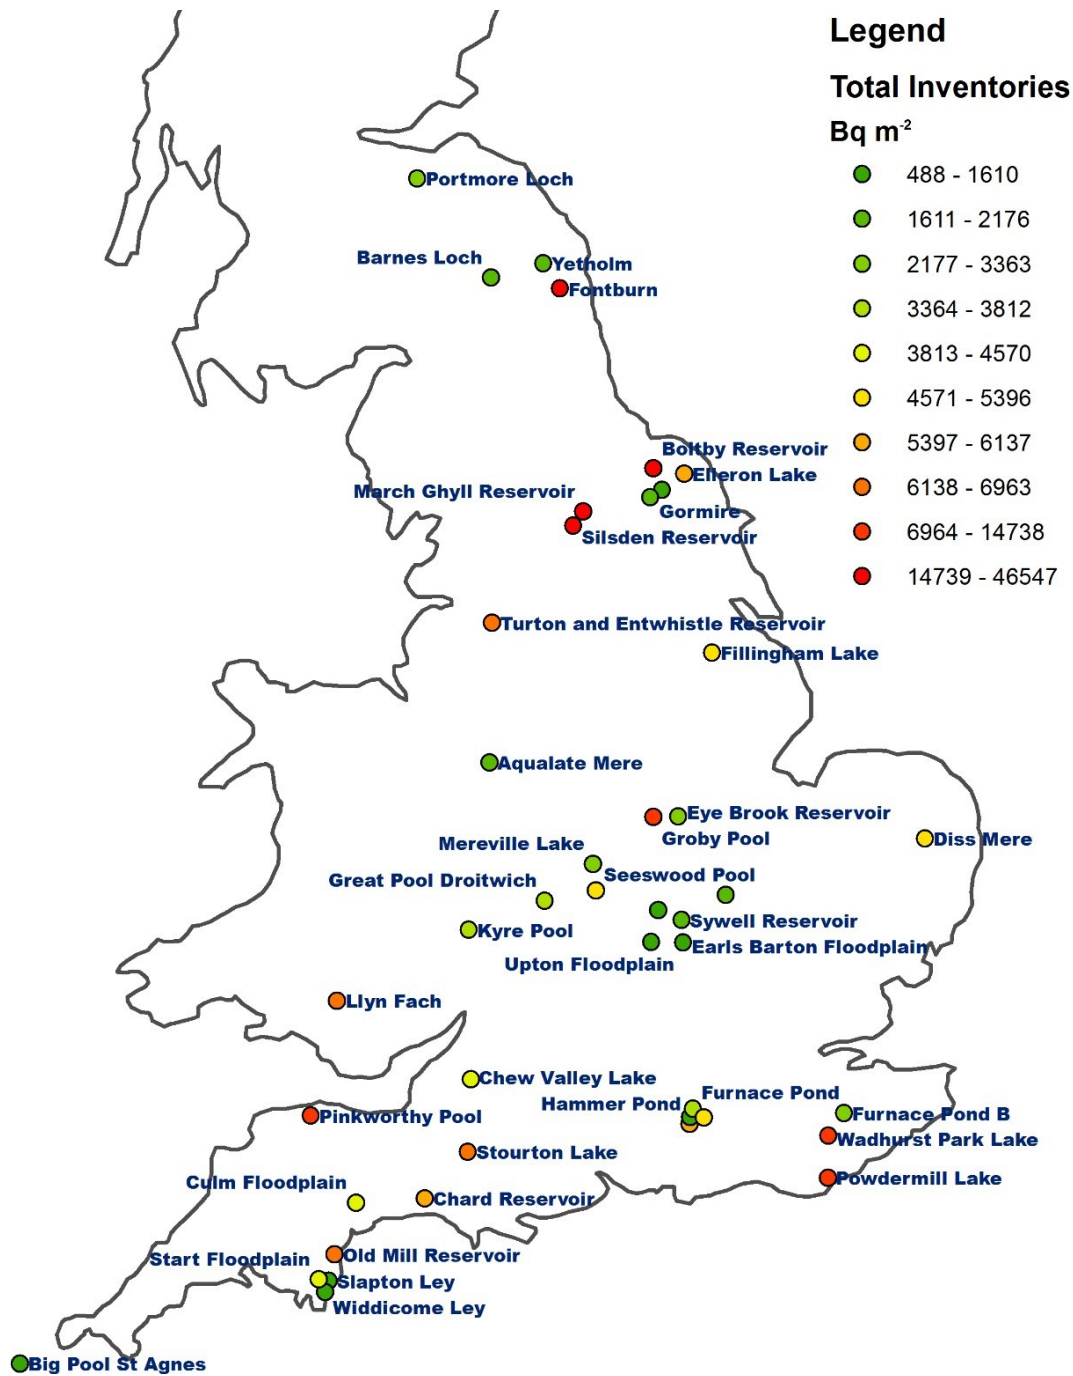 Legend
Total Inventories
Bq m-2
488 - 1610
1611 - 2176
2177 - 3363
3364 - 3812
3813 - 4570
4571 - 5396
5397 - 6137
6138 - 6963
6964 - 14738
14739 - 46547
Portmore Loch
Barnes Loch
Yetholm
Fontburn
Boltby Reservoir
Elleron Lake
March Ghyll Reservoir
Gormire
Silsden Reservoir
Turton and Entwhistle Reservoir
Fillingham Lake
Aqualate Mere
Eye Brook Reservoir
Groby Pool
Diss Mere
Mereville Lake
Seeswood Pool
Great Pool Droitwich
Sywell Reservoir
Kyre Pool
Earls Barton Floodplain
Upton Floodplain
Llyn Fach
Chew Valley Lake
Furnace Pond
Hammer Pond
Furnace Pond B
Pinkworthy Pool
Wadhurst Park Lake
Stourton Lake
Powdermill Lake
Culm Floodplain
Chard Reservoir
Old Mill Reservoir
Start Floodplain
Slapton Ley
Widdicome Ley
Big Pool St Agnes